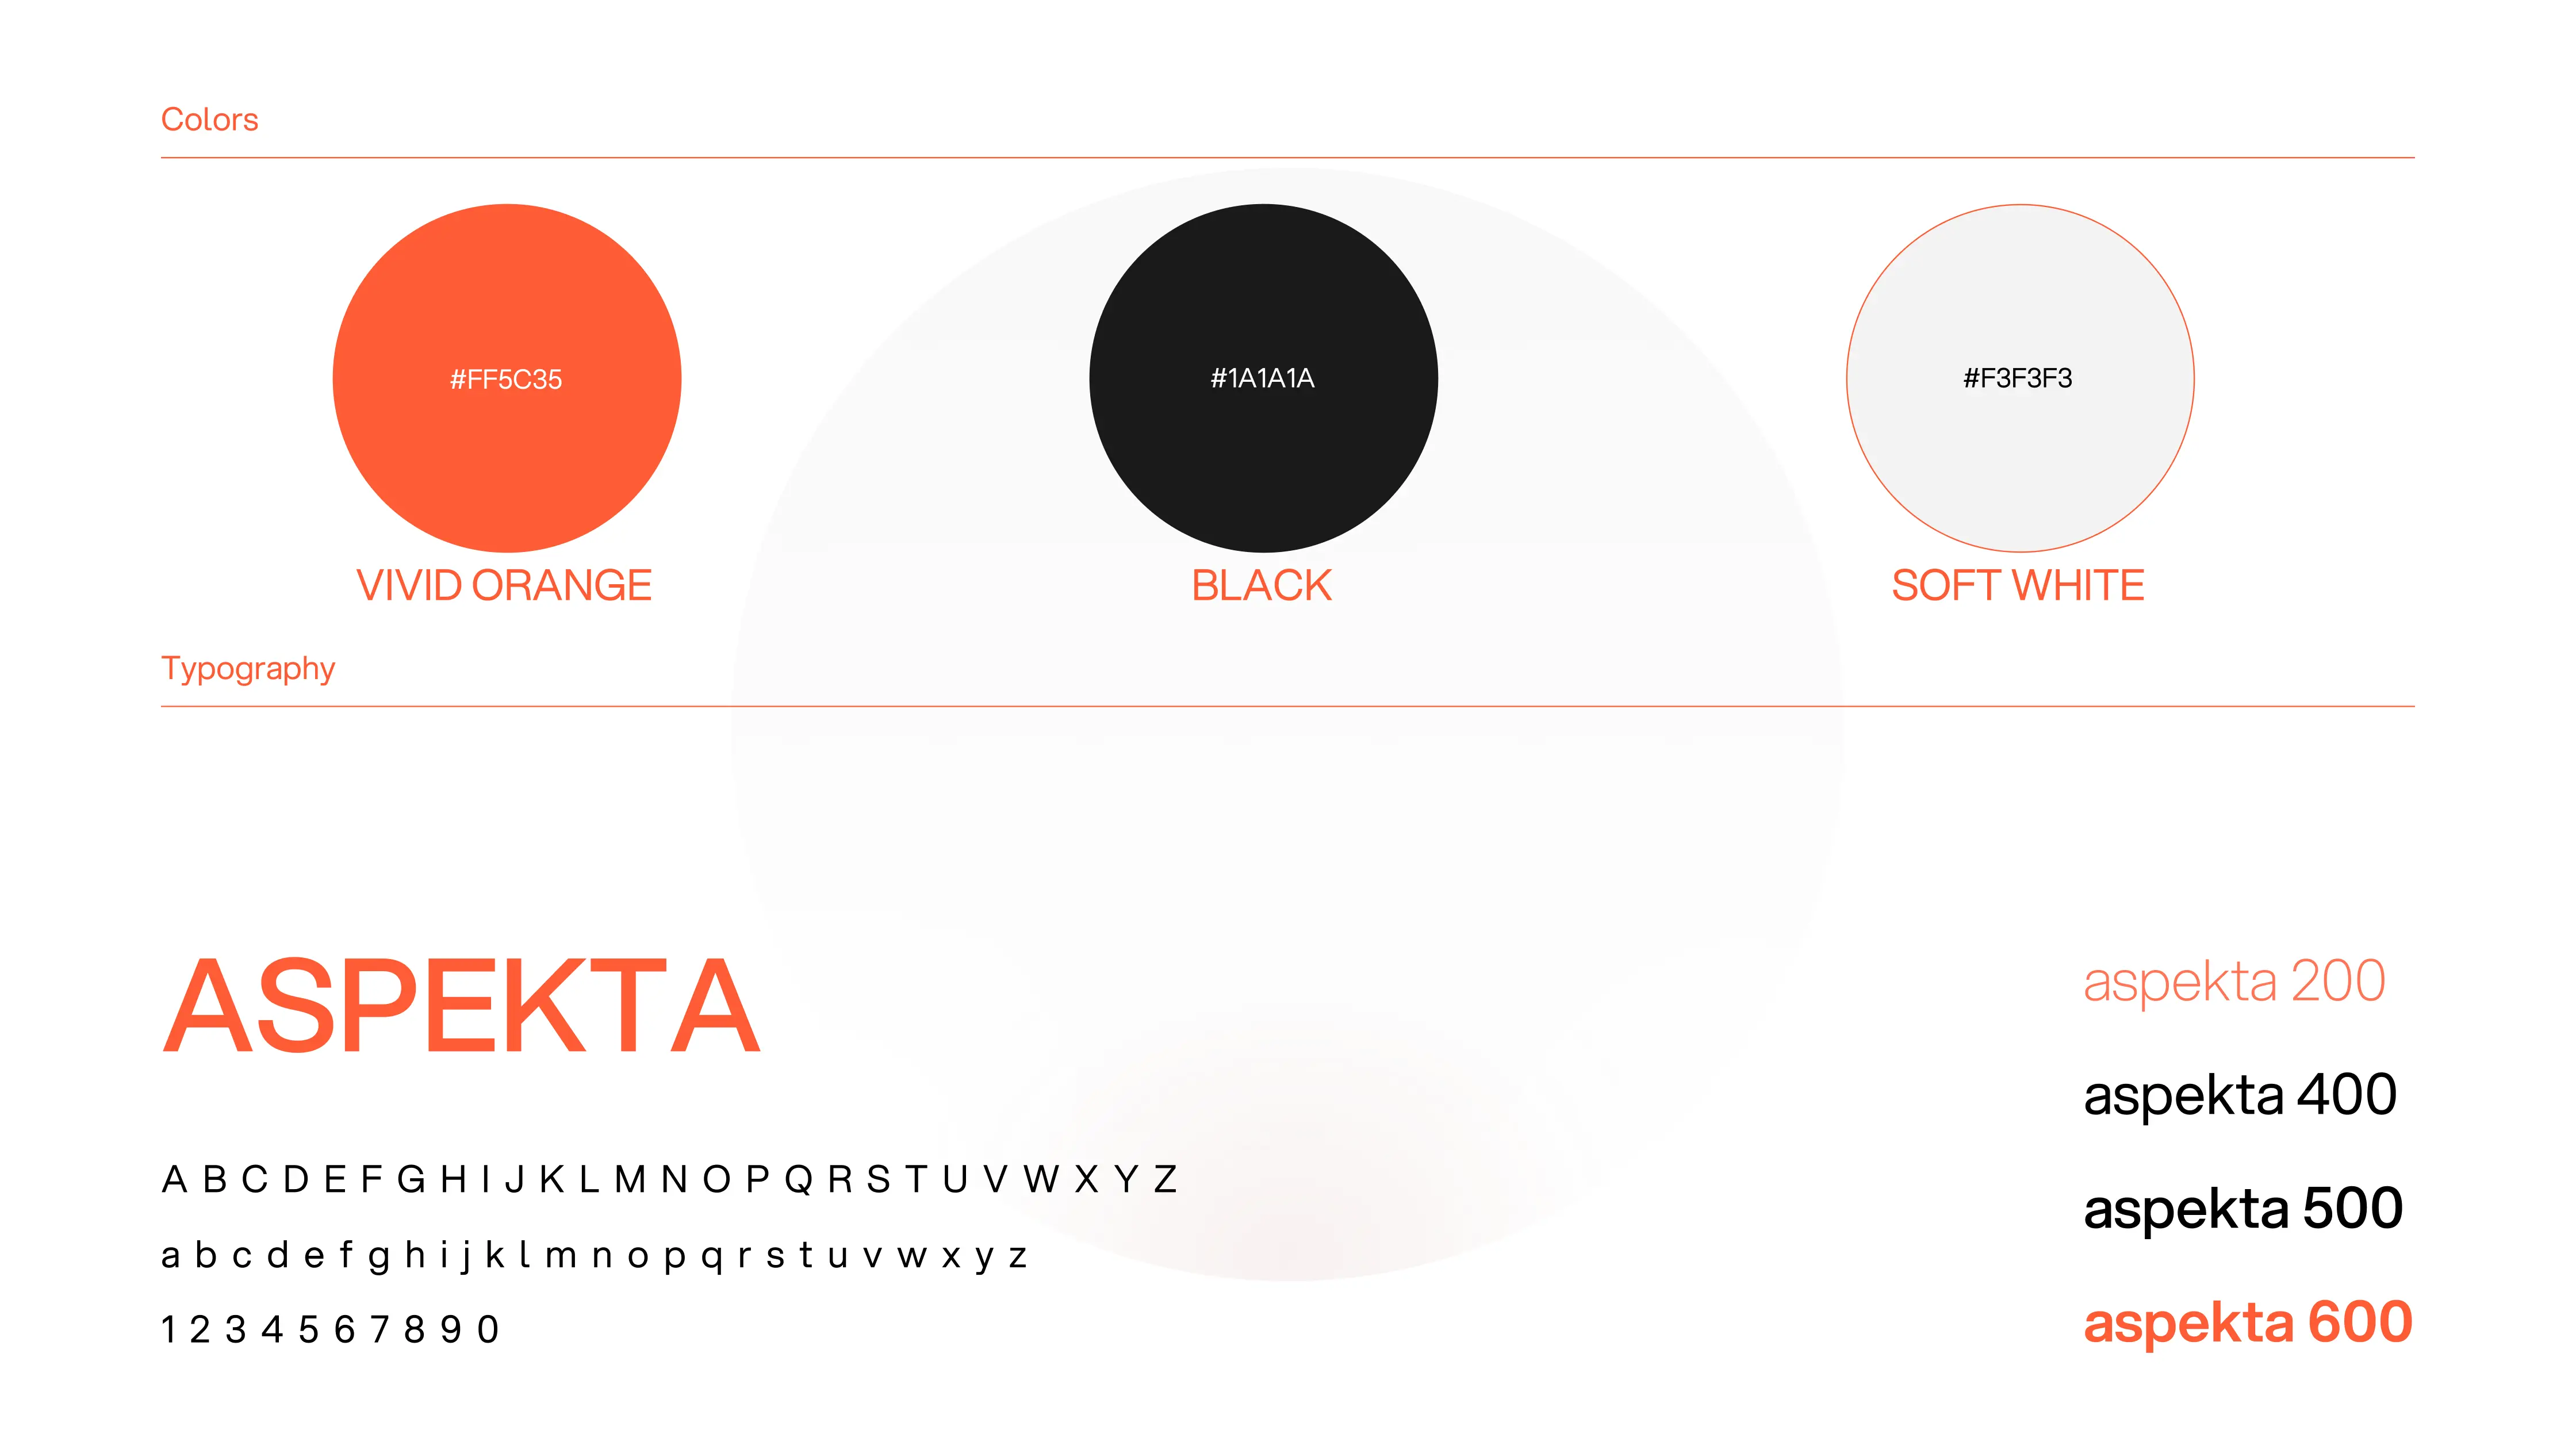 Colors
#FF5C35
#1A1A1A
#F3F3F3
VIVID ORANGE
BLACK
SOFT WHITE
Typography
ASPEKTA
A B C D E F G H I J K L M N O P Q R S T U V W X Y Z
a b c d e f g h i j k l m n o p q r s t u v w x y z
1 2 3 4 5 6 7 8 9 0
aspekta 200
aspekta 400
aspekta 500
aspekta 600